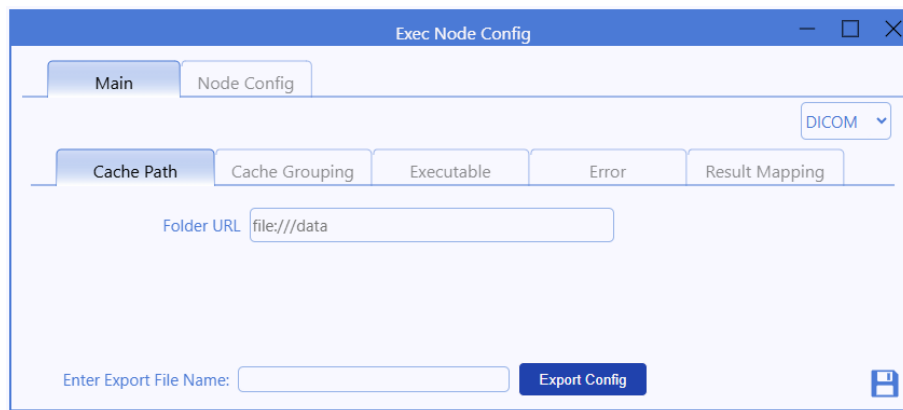 Exec Node Config
Main Node Config
DICOM
Cache Path Cache Grouping Executable Error Result Mapping
Folder URL file:///data
Enter Export File Name: Export Config